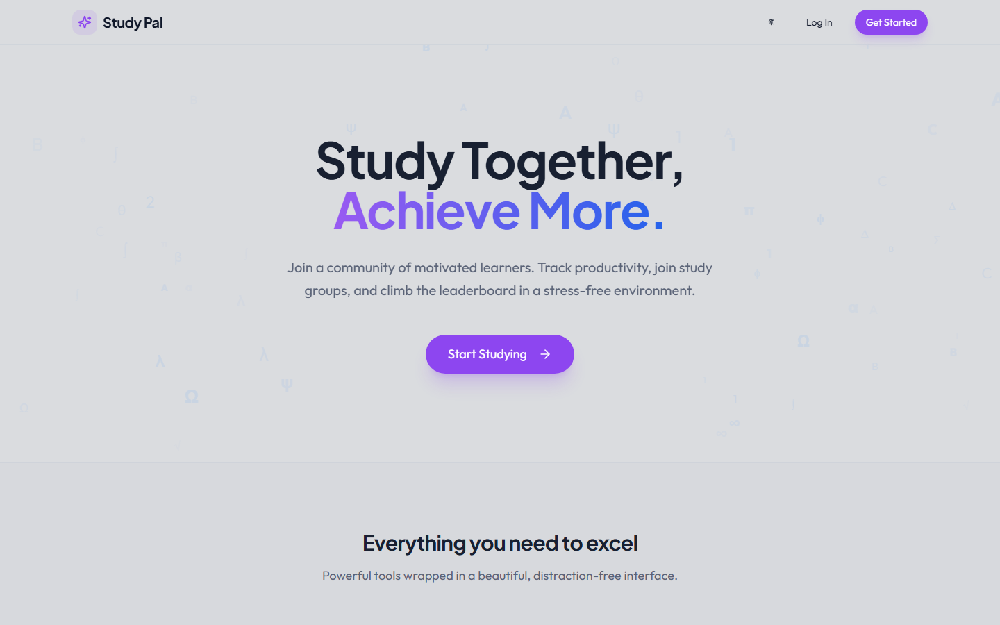 Study Pal
Log In
Get Started
Study Together,
Achieve More.
Join a community of motivated learners. Track productivity, join study
groups, and climb the leaderboard in a stress-free environment.
Start Studying
Everything you need to excel
Powerful tools wrapped in a beautiful, distraction-free interface.